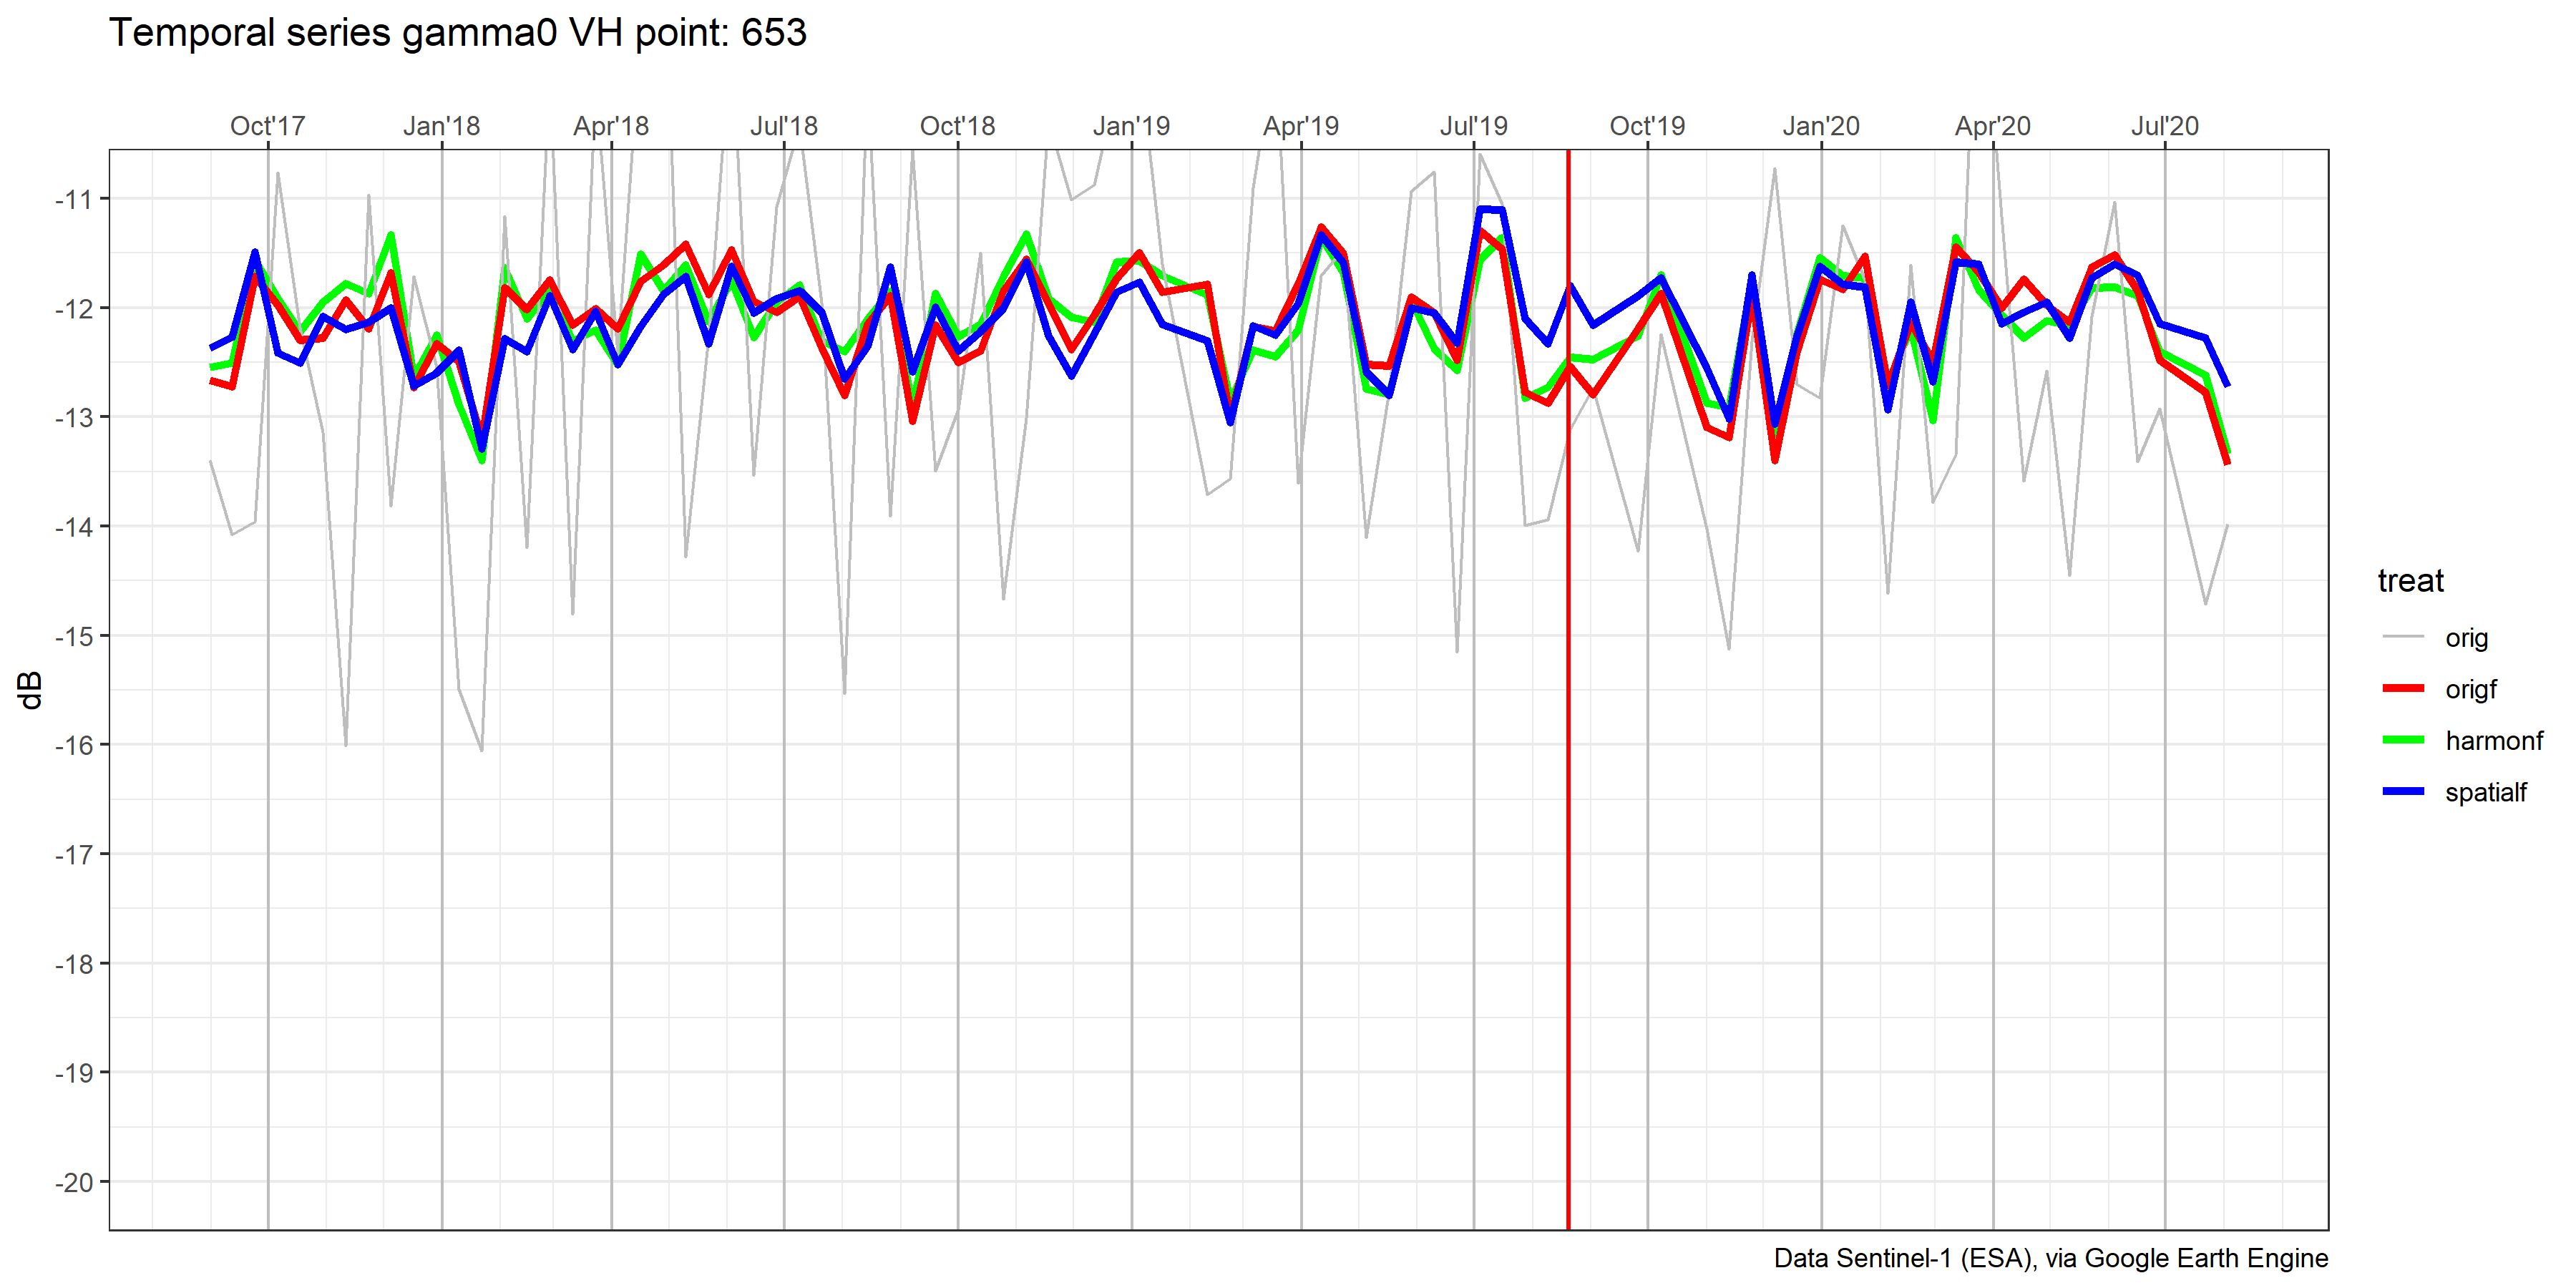 Temporal series gamma0 VH point: 653
Oct'17 Jan'18 Apr'18 Jul'18 Oct'18 Jan'19 Apr'19 Jul'19 Oct'19 Jan'20 Apr'20 Jul'20
-11
-12
-13
-14
-15
-16
-17
-18
-19
-20
dB
treat
orig
origf
harmonf
spatialf
Data Sentinel-1 (ESA), via Google Earth Engine